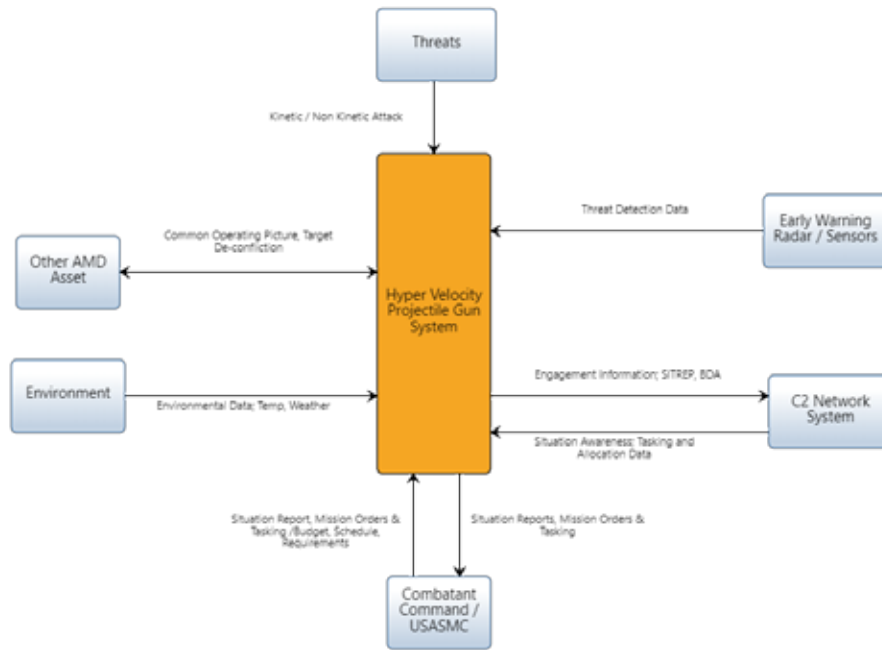 Threats
Kinetic / Non Kinetic Attack
Threat Detection Data
Early Warning
Radar / Sensors
Common Operating Picture, Target
De-confliction
Other AMD
Asset
Hyper Velocity
Projectile Gun
System
Environment
Environmental Data; Temp, Weather
Engagement Information; SITREP, BDA
C2 Network
System
Situation Awareness; Tasking and
Allocation Data
Situation Report, Mission Orders &
Tasking /Budget, Schedule,
Requirements
Situation Reports, Mission Orders &
Tasking
Combatant
Command /
USASMC